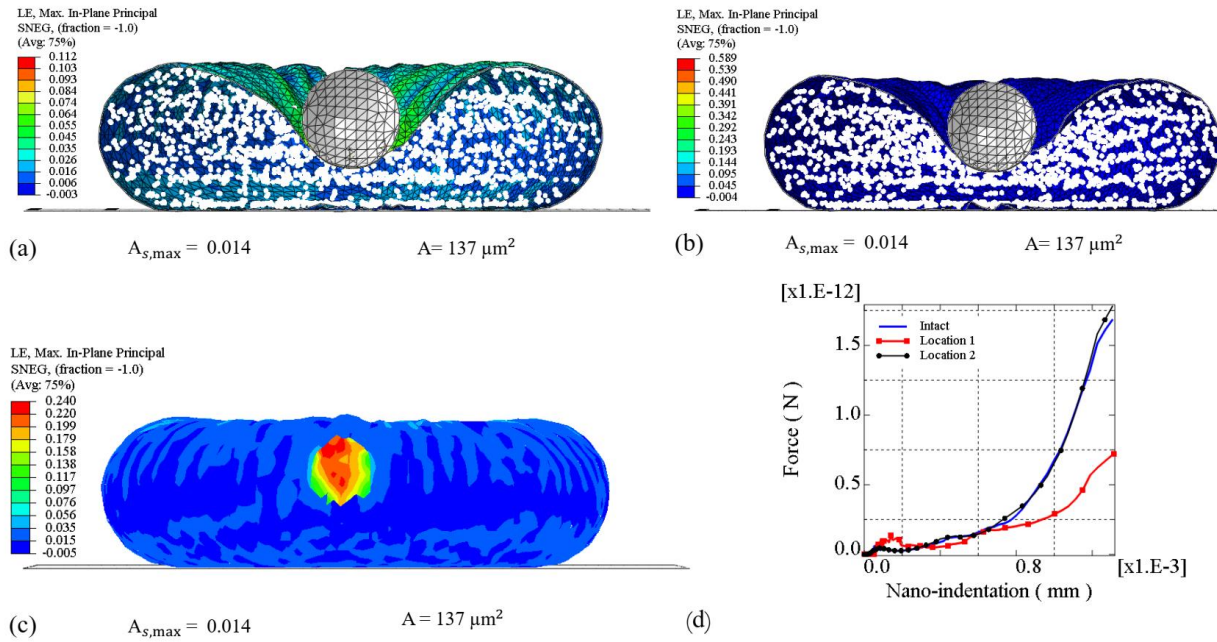 LE, Max. In-Plane Principal
SNEG, (fraction = -1.0)
(Avg: 75%)
0.112
0.103
0.093
0.084
0.074
0.064
0.055
0.045
0.035
0.026
0.016
0.006
-0.003
(a)
A_{s,max} = 0.014
A= 137 μm²
LE, Max. In-Plane Principal
SNEG, (fraction = -1.0)
(Avg: 75%)
0.589
0.539
0.490
0.441
0.391
0.342
0.292
0.243
0.193
0.144
0.095
0.045
-0.004
(b)
A_{s,max} = 0.014
A= 137 μm²
LE, Max. In-Plane Principal
SNEG, (fraction = -1.0)
(Avg: 75%)
0.240
0.220
0.199
0.179
0.158
0.138
0.117
0.097
0.076
0.056
0.035
0.015
-0.005
(c)
A_{s,max} = 0.014
A = 137 μm²
[x1.E-12]
Intact
Location 1
Location 2
1.5
1.0
0.5
0.0
Force ( N )
0.0
0.8
[x1.E-3]
Nano-indentation ( mm )
(d)